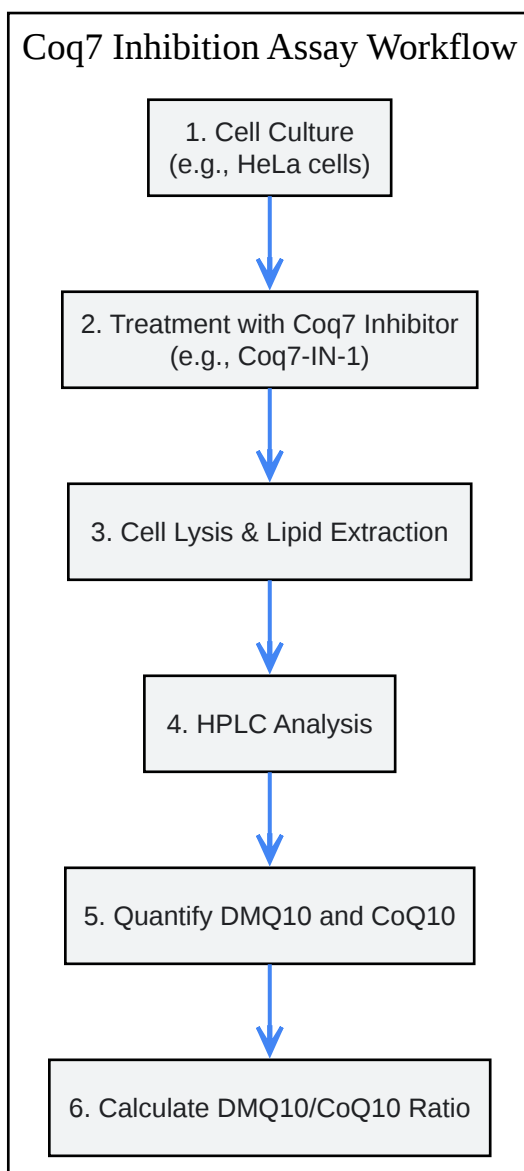 Coq7 Inhibition Assay Workflow
1. Cell Culture
(e.g., HeLa cells)
2. Treatment with Coq7 Inhibitor
(e.g., Coq7-IN-1)
3. Cell Lysis & Lipid Extraction
4. HPLC Analysis
5. Quantify DMQ10 and CoQ10
6. Calculate DMQ10/CoQ10 Ratio